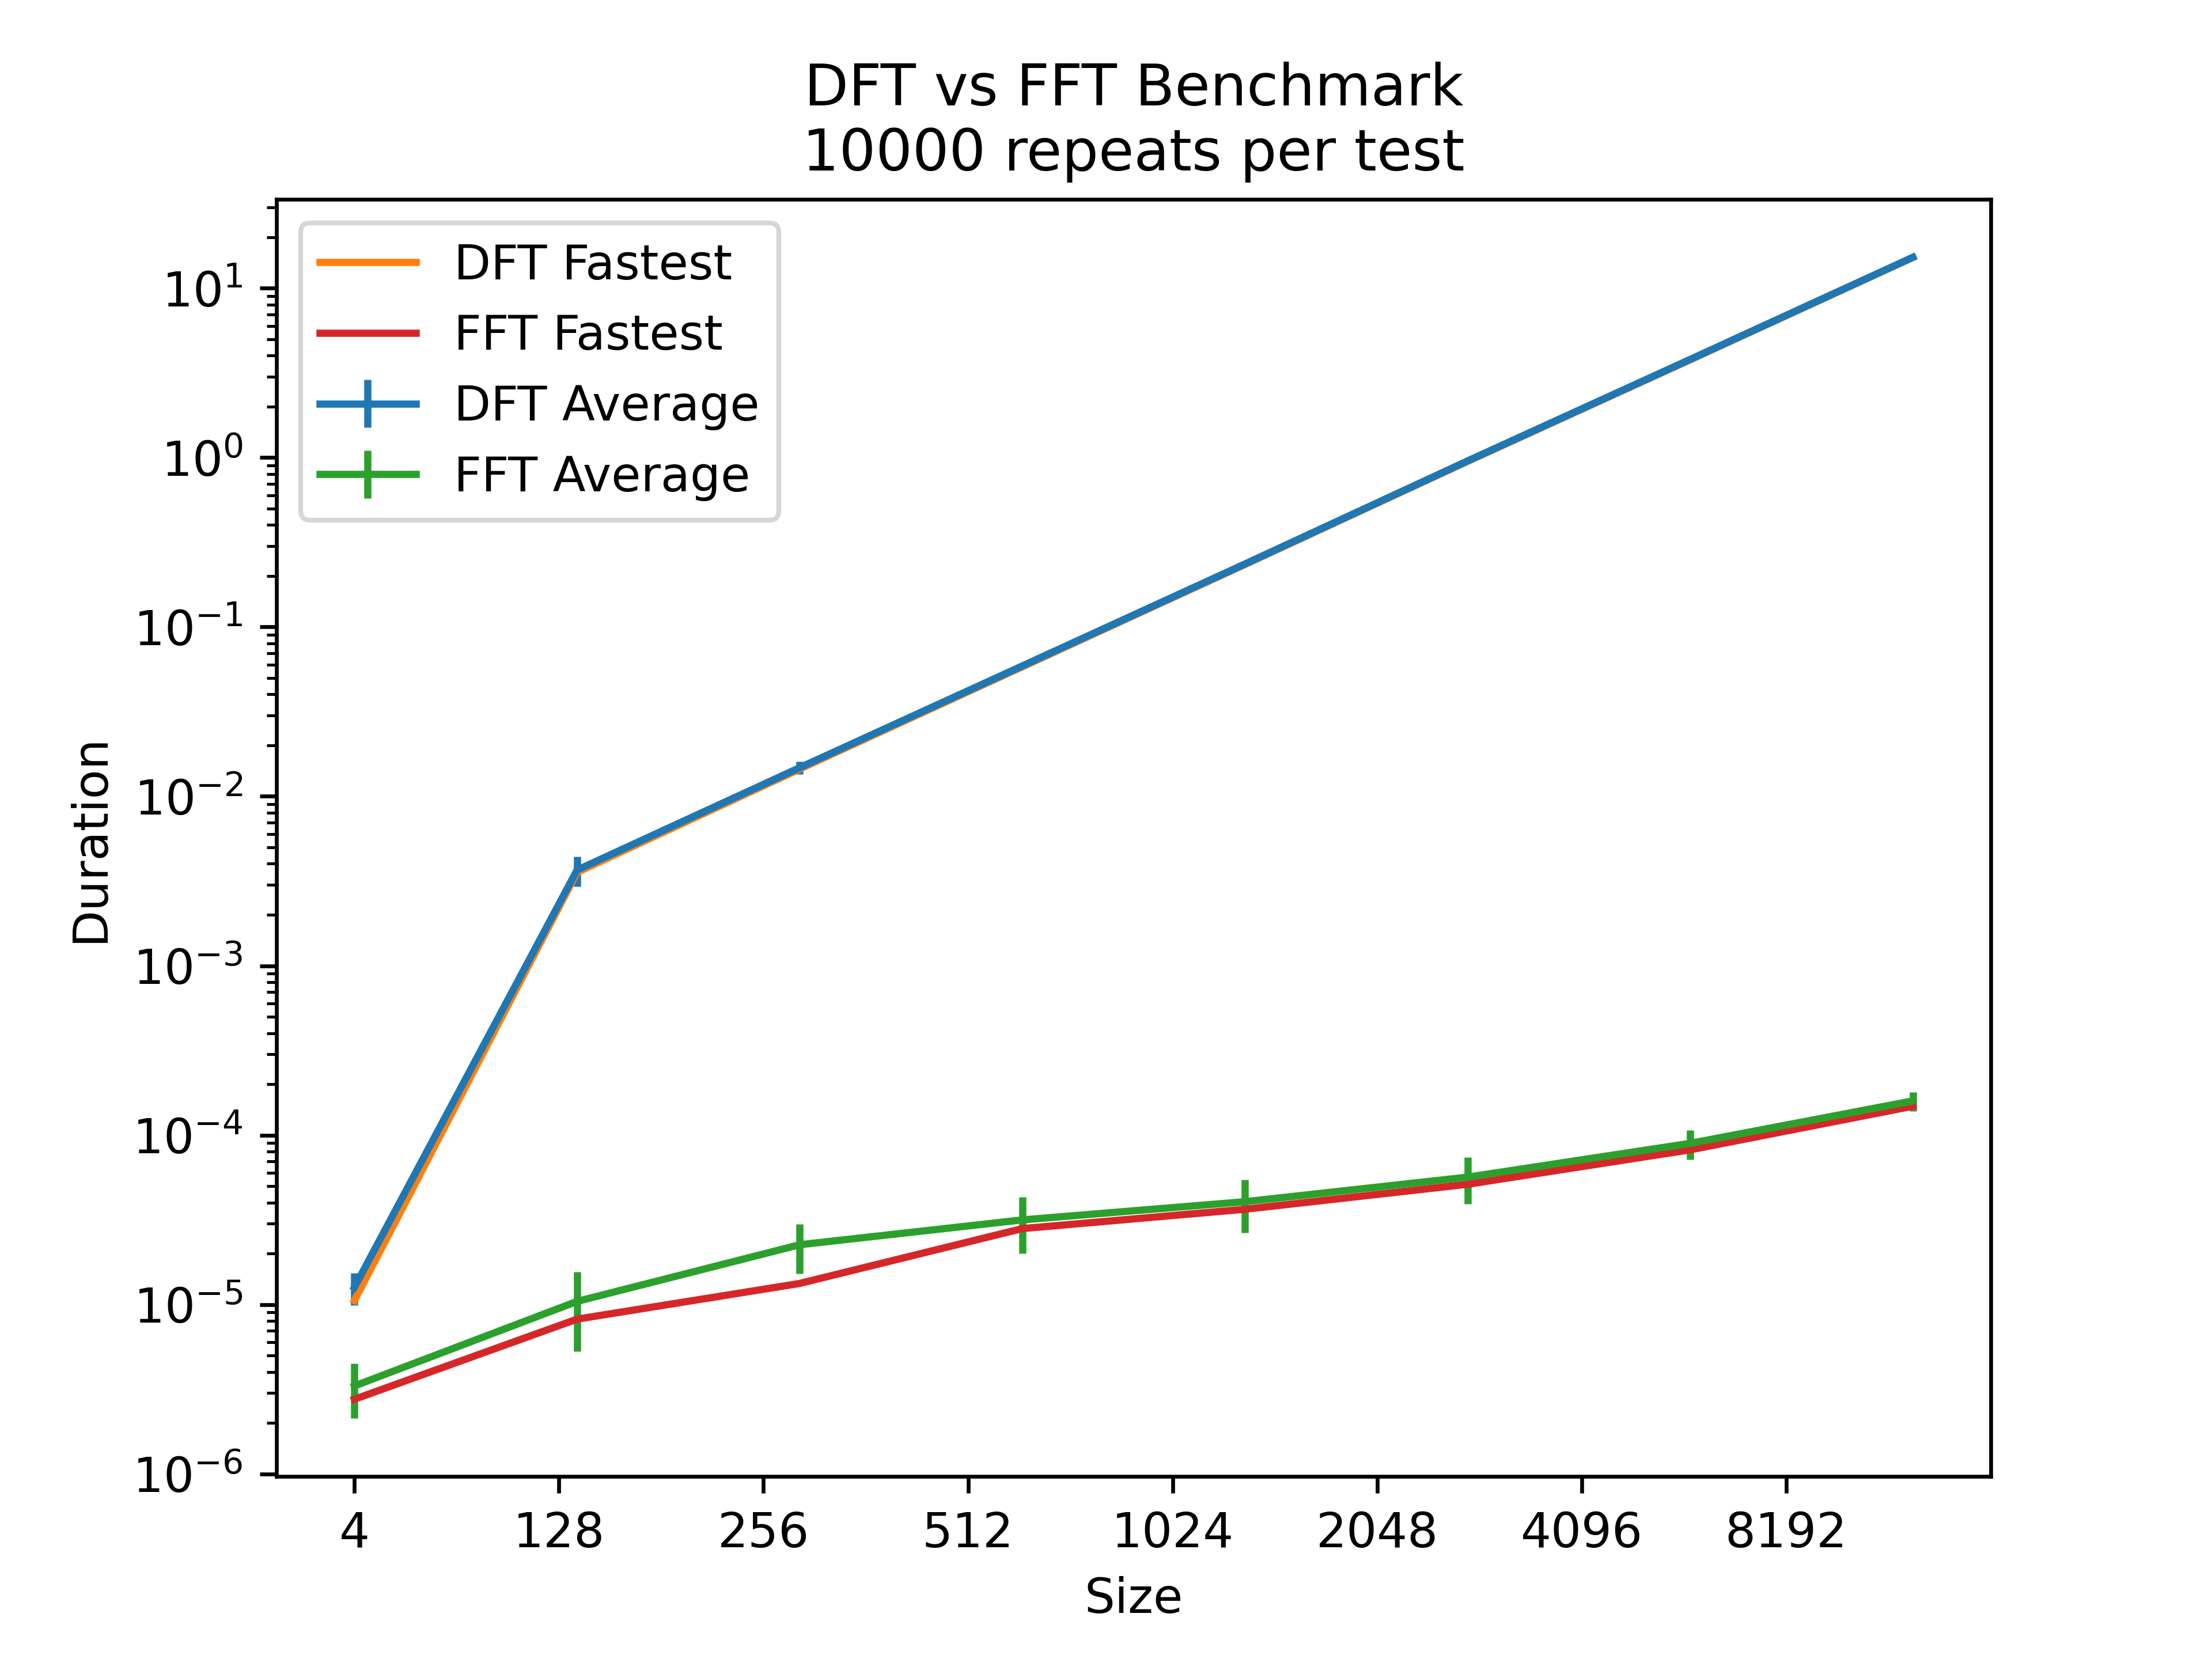 DFT vs FFT Benchmark
10000 repeats per test
DFT Fastest
FFT Fastest
DFT Average
FFT Average
10¹
10⁰
10⁻¹
10⁻²
10⁻³
10⁻⁴
10⁻⁵
10⁻⁶
Duration
4 128 256 512 1024 2048 4096 8192
Size